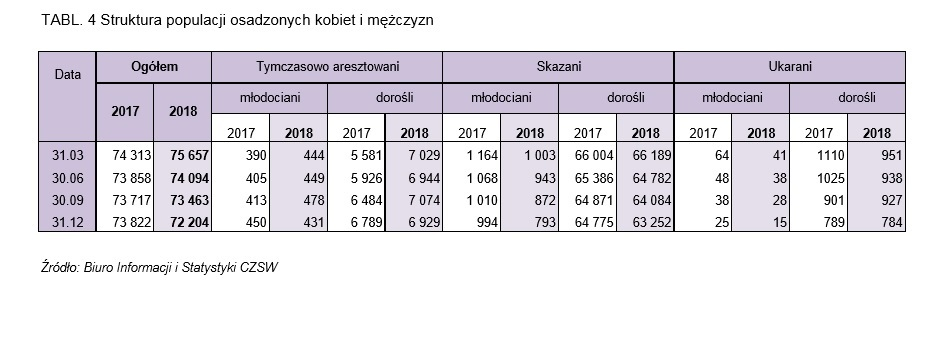 TABL. 4 Struktura populacji osadzonych kobiet i mężczyzn
Data Ogółem Tymczasowo aresztowani Skazani Ukarani
2017 2018 młodociani dorośli młodociani dorośli młodociani dorośli
2017 2018 2017 2018 2017 2018 2017 2018 2017 2018 2017 2018
31.03 74 313 75 657 390 444 5 581 7 029 1 164 1 003 66 004 66 189 64 41 1110 951
30.06 73 858 74 094 405 449 5 926 6 944 1 068 943 65 386 64 782 48 38 1025 938
30.09 73 717 73 463 413 478 6 484 7 074 1 010 872 64 871 64 084 38 28 901 927
31.12 73 822 72 204 450 431 6 789 6 929 994 793 64 775 63 252 25 15 789 784
Źródło: Biuro Informacji i Statystyki CZSW